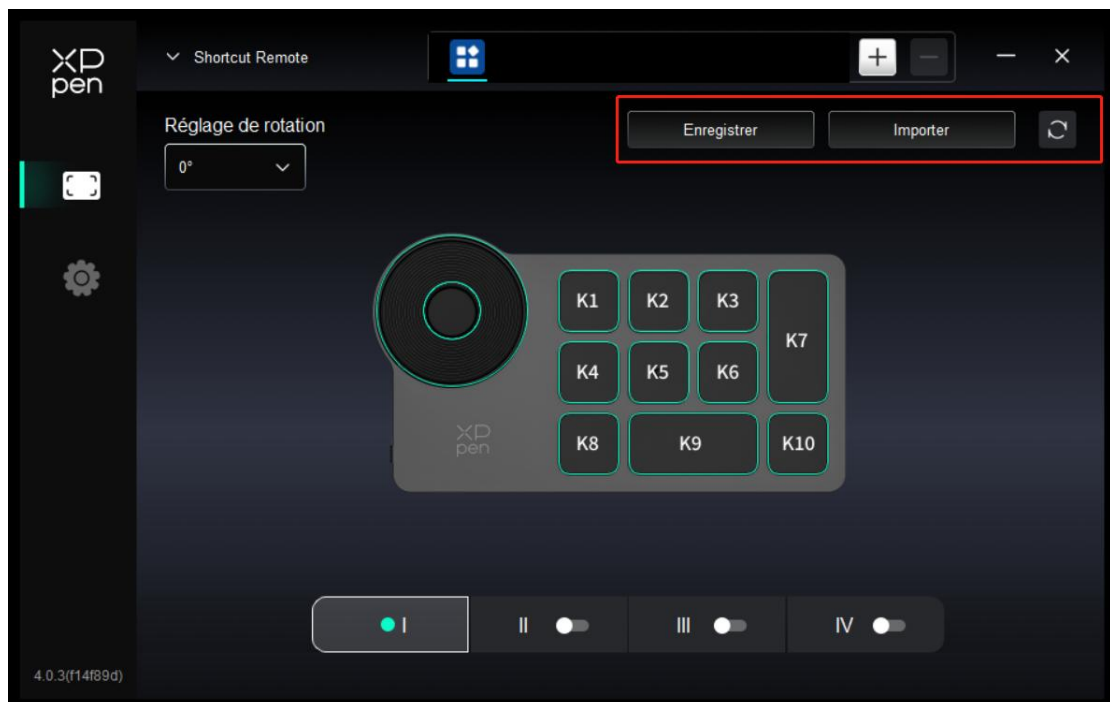 XP
pen
Shortcut Remote
Réglage de rotation
Enregistrer
Importer
0°
K1
K2
K3
K7
K4
K5
K6
XP
pen
K8
K9
K10
I
II
III
IV
4.0.3(f14f89d)